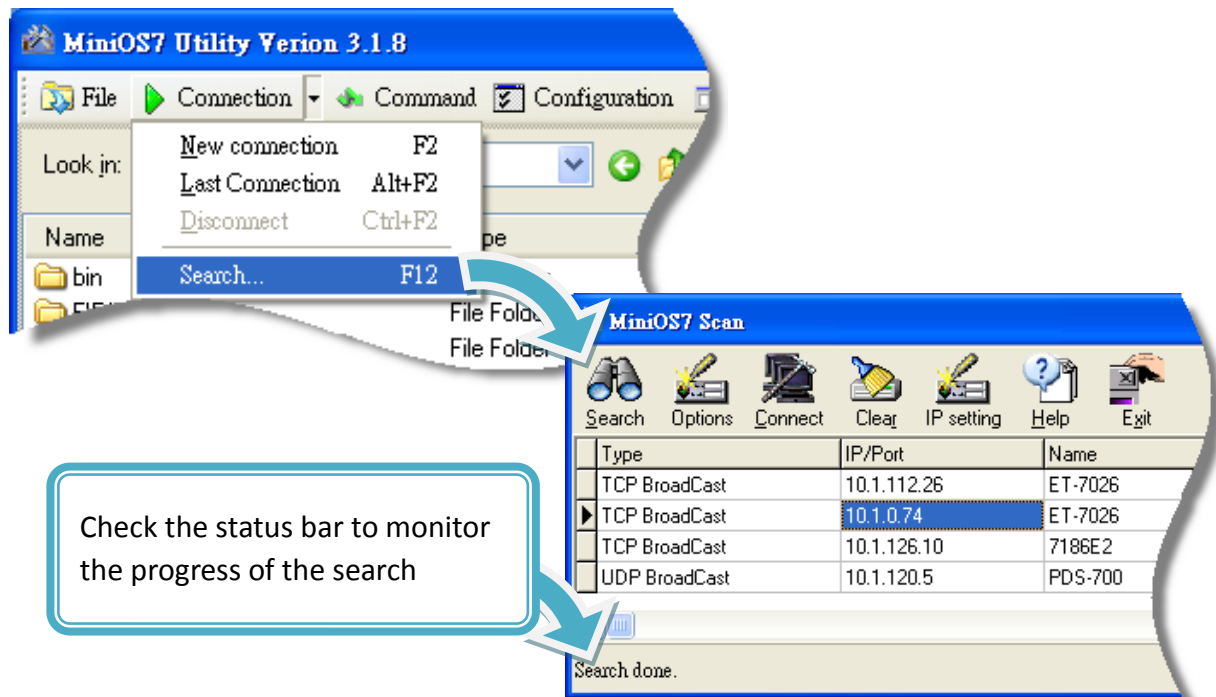 MiniOS7 Utility Verion 3.1.8
File Connection Command Configuration
Look in:
New connection F2
Last Connection Alt+F2
Disconnect Ctrl+F2
Search... F12
Name
bin
File Folder
MiniOS7 Scan
Search Options Connect Clear IP setting Help Exit
Type IP/Port Name
TCP BroadCast 10.1.112.26 ET-7026
TCP BroadCast 10.1.0.74 ET-7026
TCP BroadCast 10.1.126.10 7186E2
UDP BroadCast 10.1.120.5 PDS-700
Search done.
Check the status bar to monitor
the progress of the search